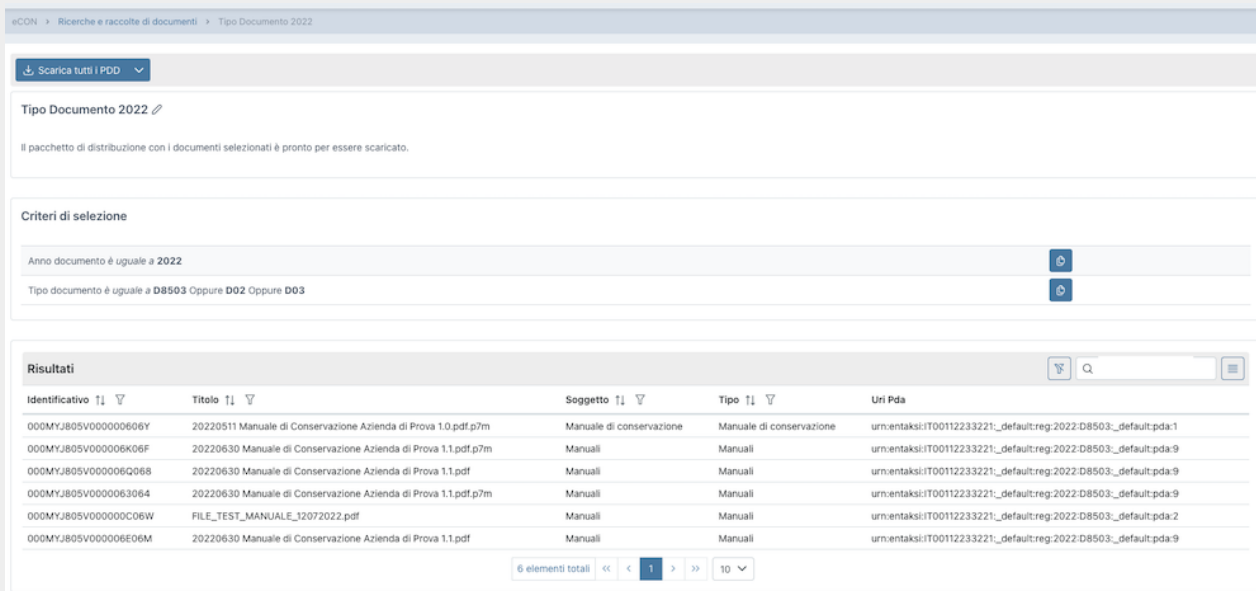 eCON > Ricerche e raccolte di documenti > Tipo Documento 2022
Scarica tutti i PDD
Tipo Documento 2022
Il pacchetto di distribuzione con i documenti selezionati è pronto per essere scaricato.
Criteri di selezione
Anno documento è uguale a 2022
Tipo documento è uguale a D8503 Oppure D02 Oppure D03
Risultati
Identificativo Titolo Soggetto Tipo Uri Pda
000MYJ805V000000606Y 20220511 Manuale di Conservazione Azienda di Prova 1.0.pdf.p7m Manuale di conservazione Manuale di conservazione urn:entaksi:IT00112233221:_default:reg:2022:D8503:_default:pda:1
000MYJ805V000006K06F 20220630 Manuale di Conservazione Azienda di Prova 1.1.pdf.p7m Manuali Manuali urn:entaksi:IT00112233221:_default:reg:2022:D8503:_default:pda:9
000MYJ805V000006Q068 20220630 Manuale di Conservazione Azienda di Prova 1.1.pdf Manuali Manuali urn:entaksi:IT00112233221:_default:reg:2022:D8503:_default:pda:9
000MYJ805V0000063064 20220630 Manuale di Conservazione Azienda di Prova 1.1.pdf.p7m Manuali Manuali urn:entaksi:IT00112233221:_default:reg:2022:D8503:_default:pda:9
000MYJ805V000000C06W FILE_TEST_MANUALE_12072022.pdf Manuali Manuali urn:entaksi:IT00112233221:_default:reg:2022:D8503:_default:pda:2
000MYJ805V000006E06M 20220630 Manuale di Conservazione Azienda di Prova 1.1.pdf Manuali Manuali urn:entaksi:IT00112233221:_default:reg:2022:D8503:_default:pda:9
6 elementi totali << < 1 > >> 10